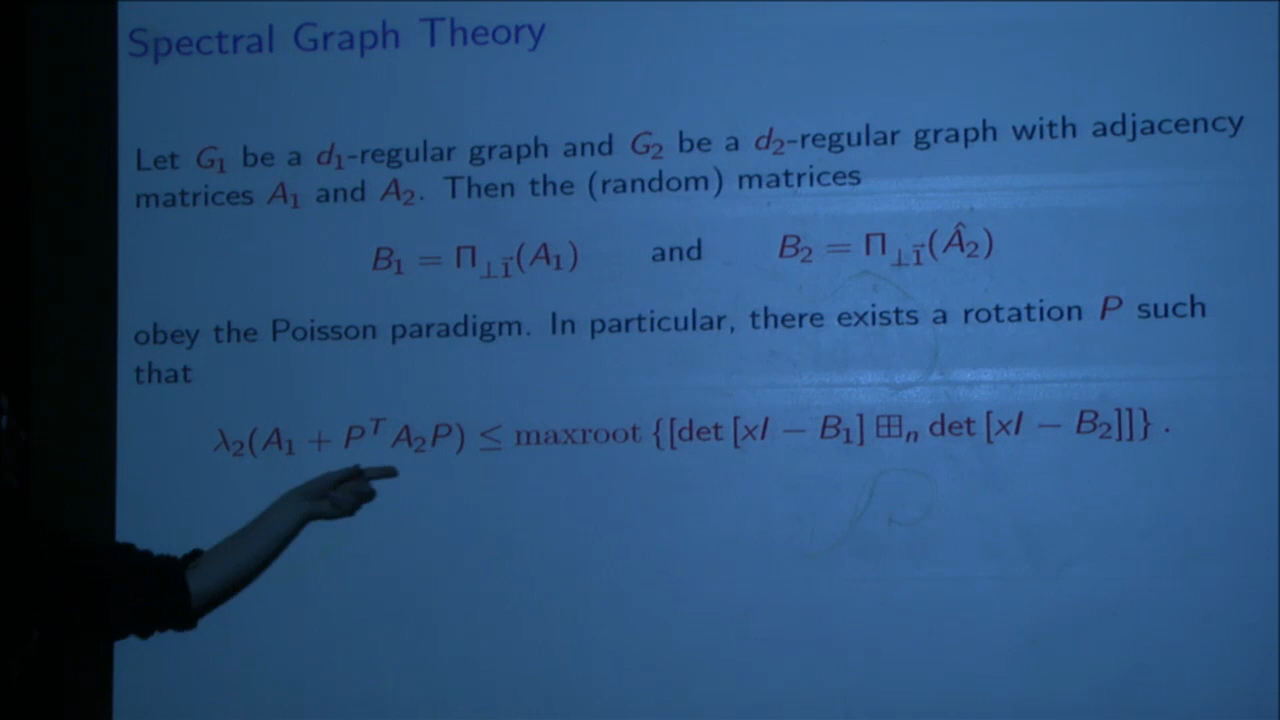 Spectral Graph Theory
Let G₁ be a d₁-regular graph and G₂ be a d₂-regular graph with adjacency
matrices A₁ and A₂. Then the (random) matrices
B₁ = Π_{⊥1⃗}(A₁) and B₂ = Π_{⊥1⃗}(Â₂)
obey the Poisson paradigm. In particular, there exists a rotation P such
that
λ₂(A₁ + PᵀA₂P) ≤ maxroot {[det [xI − B₁] ⊞ₙ det [xI − B₂]]} .